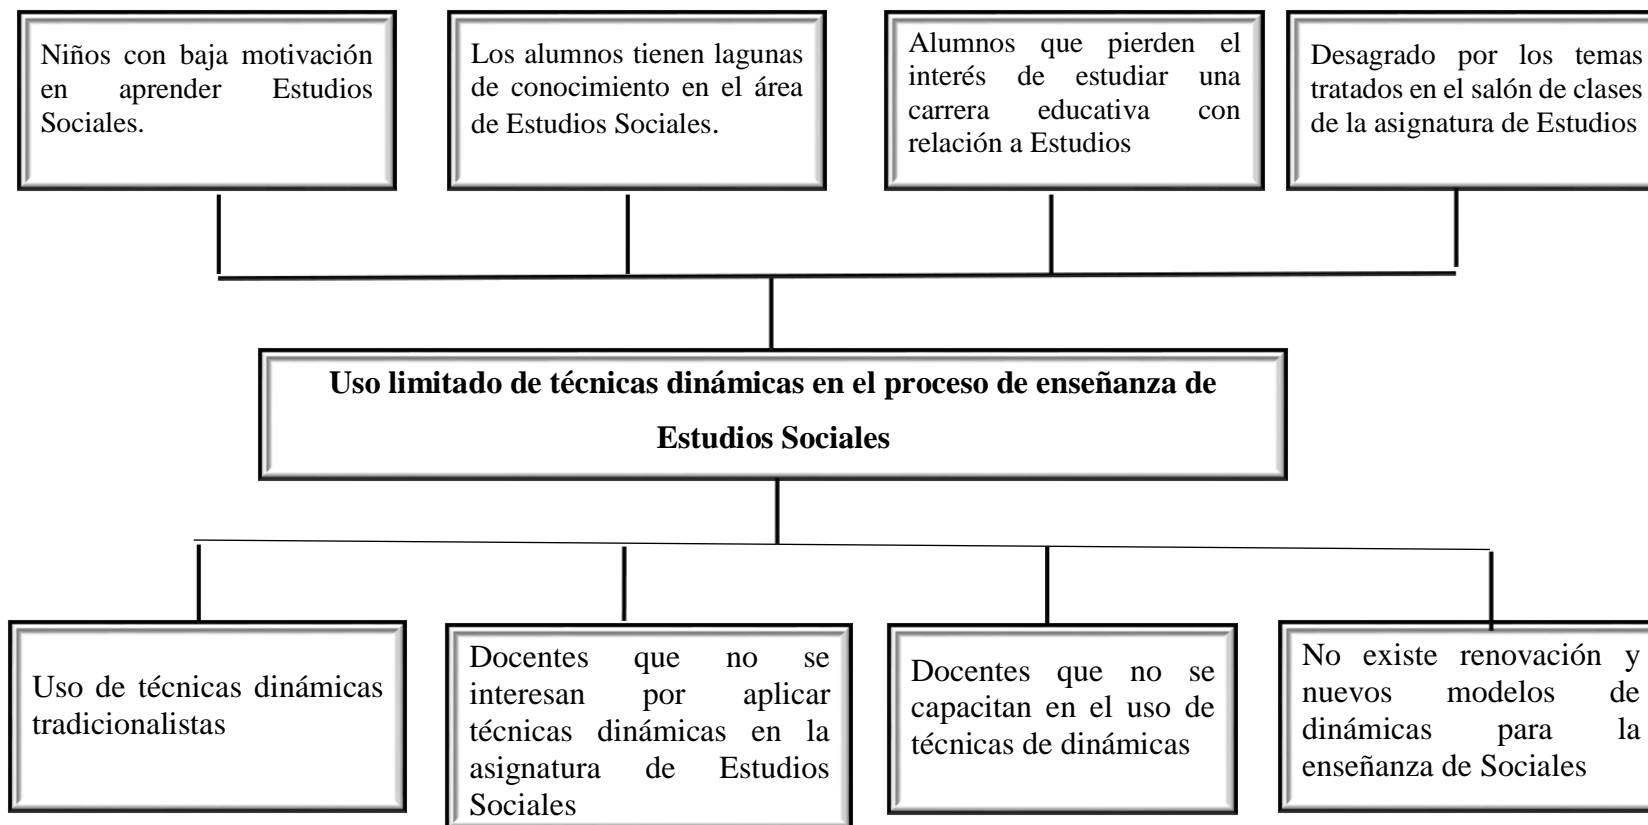 Niños con baja motivación
en aprender Estudios
Sociales.
Los alumnos tienen lagunas
de conocimiento en el área
de Estudios Sociales.
Alumnos que pierden el
interés de estudiar una
carrera educativa con
relación a Estudios
Desagrado por los temas
tratados en el salón de clases
de la asignatura de Estudios
Uso limitado de técnicas dinámicas en el proceso de enseñanza de
Estudios Sociales
Uso de técnicas dinámicas
tradicionalistas
Docentes que no se
interesan por aplicar
técnicas dinámicas en la
asignatura de Estudios
Sociales
Docentes que no se
capacitan en el uso de
técnicas de dinámicas
No existe renovación y
nuevos modelos de
dinámicas para la
enseñanza de Sociales